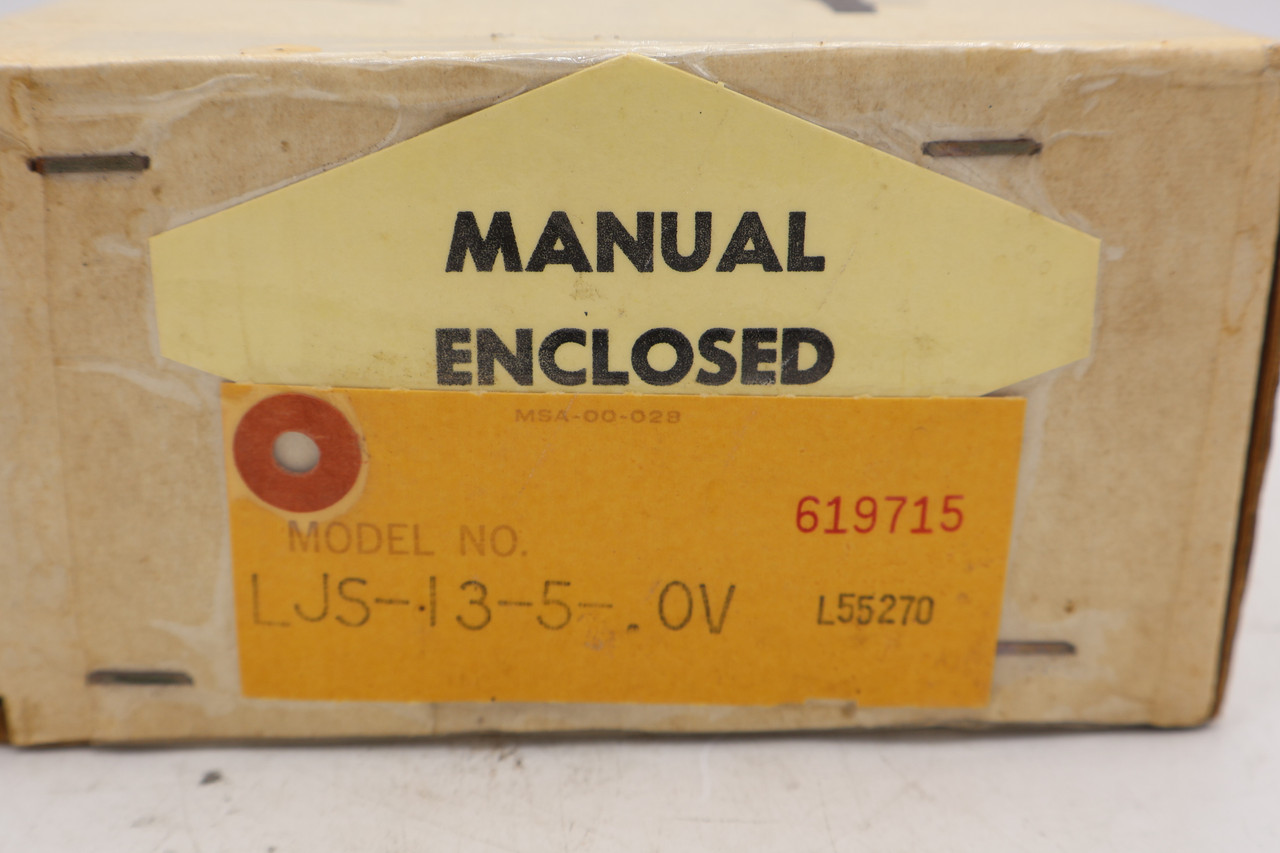 MANUAL
ENCLOSED
MSA-00-028
619715
MODEL NO.
LJS-13-5-.0V
L55270